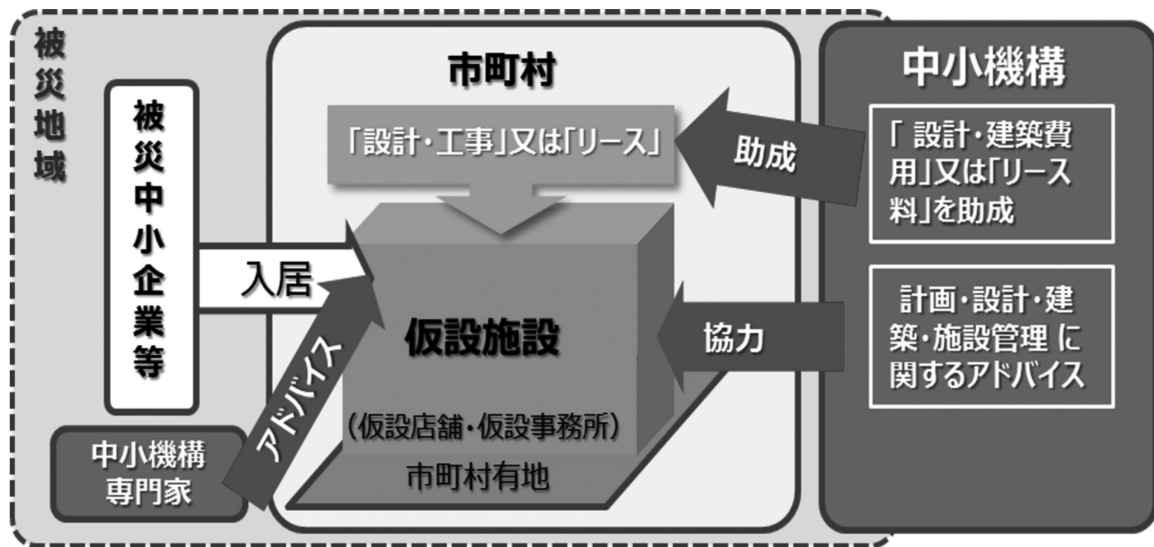 被災地域
市町村
中小機構
被災中小企業等
「設計・工事」又は「リース」
助成
「設計・建築費
用」又は「リース
料」を助成
入居
仮設施設
協力
計画・設計・建
築・施設管理 に
関するアドバイス
アドバイス
（仮設店舗・仮設事務所）
市町村有地
中小機構
専門家